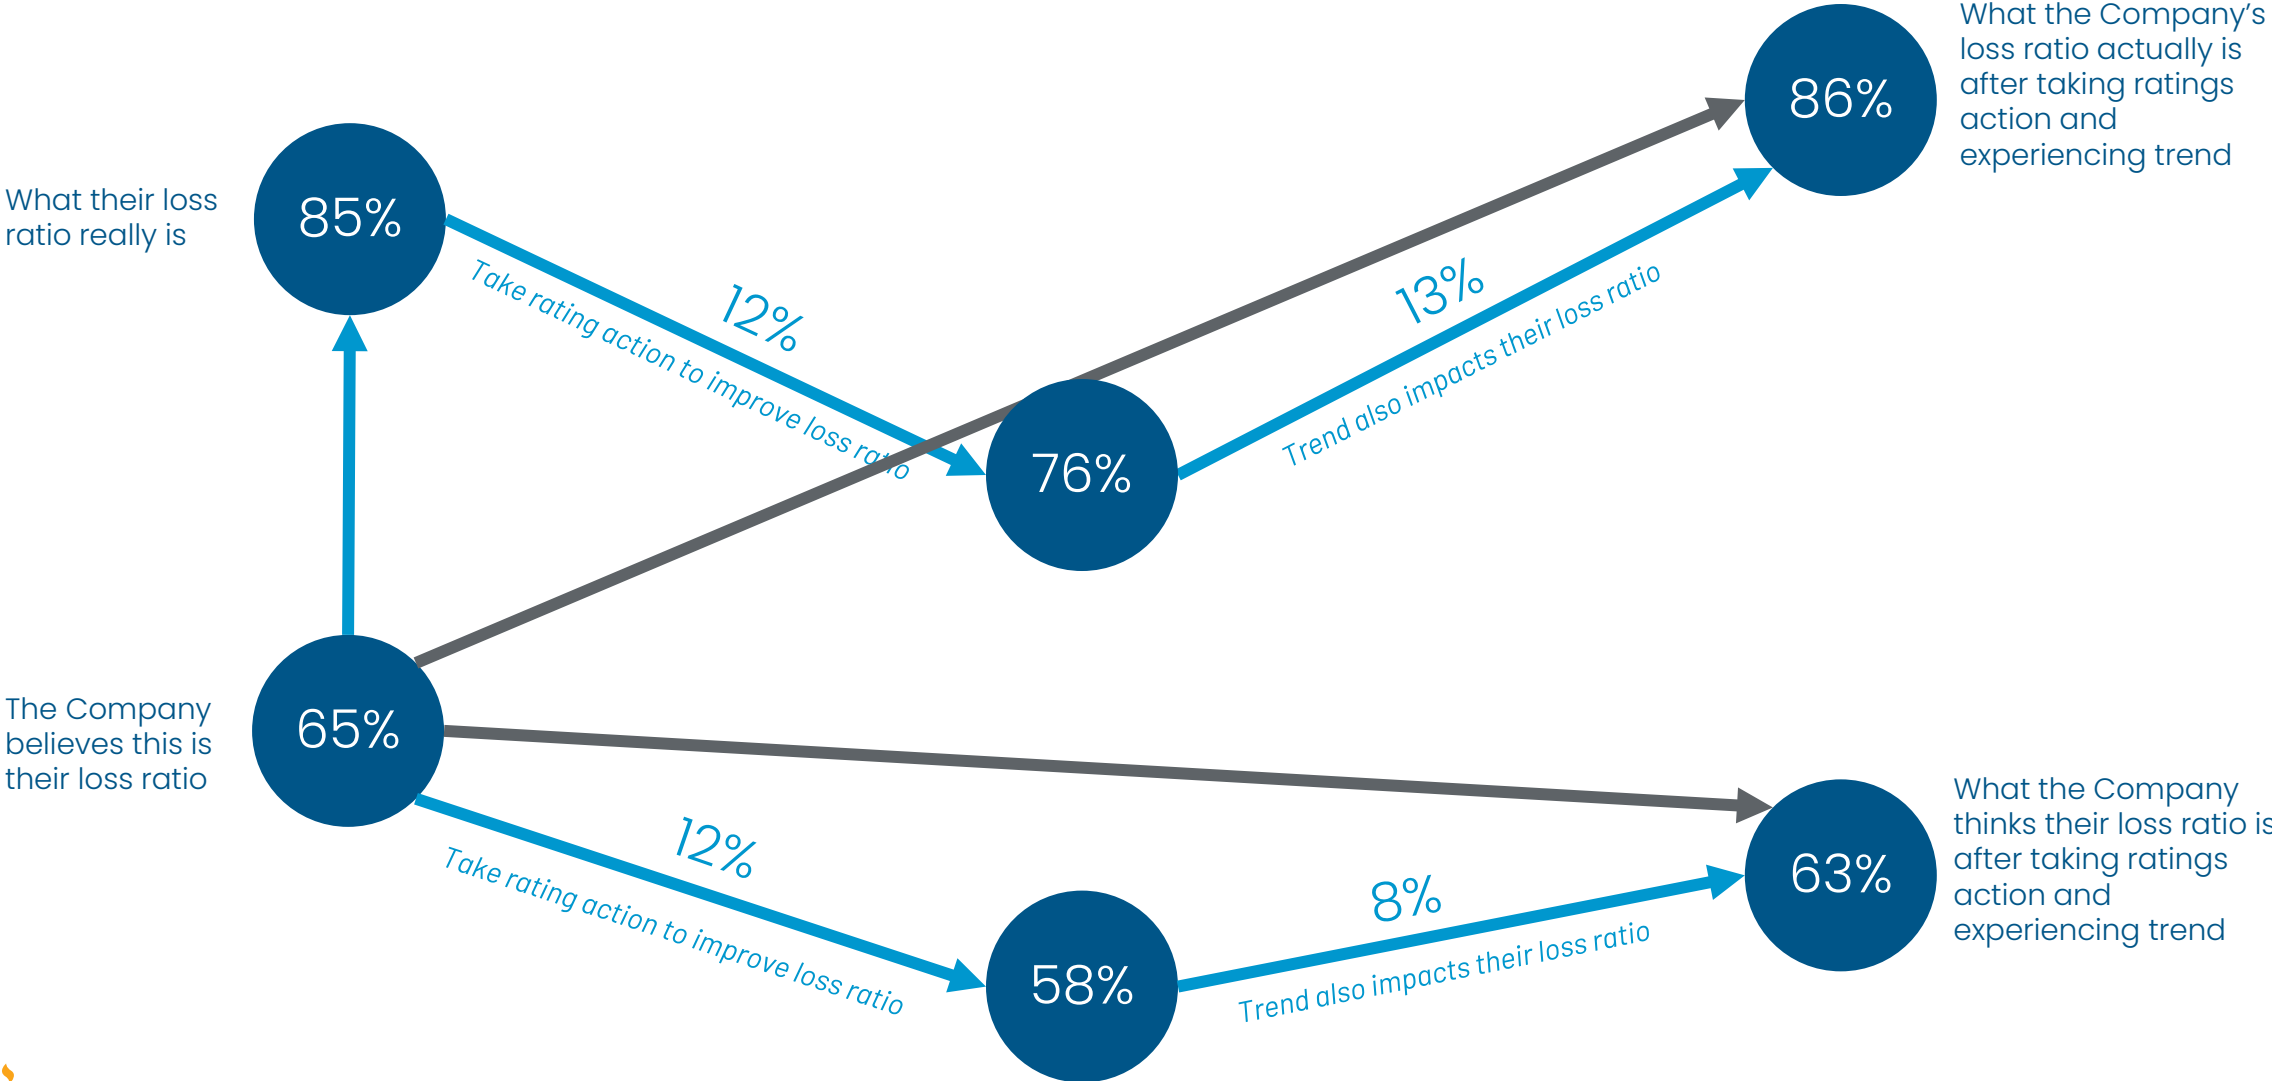 What the Company's
loss ratio actually is
after taking ratings
action and
experiencing trend
86%
What their loss
ratio really is
85%
12%
Take rating action to improve loss ratio
13%
Trend also impacts their loss ratio
76%
The Company
believes this is
their loss ratio
65%
12%
Take rating action to improve loss ratio
58%
8%
Trend also impacts their loss ratio
63%
What the Company
thinks their loss ratio is
after taking ratings
action and
experiencing trend